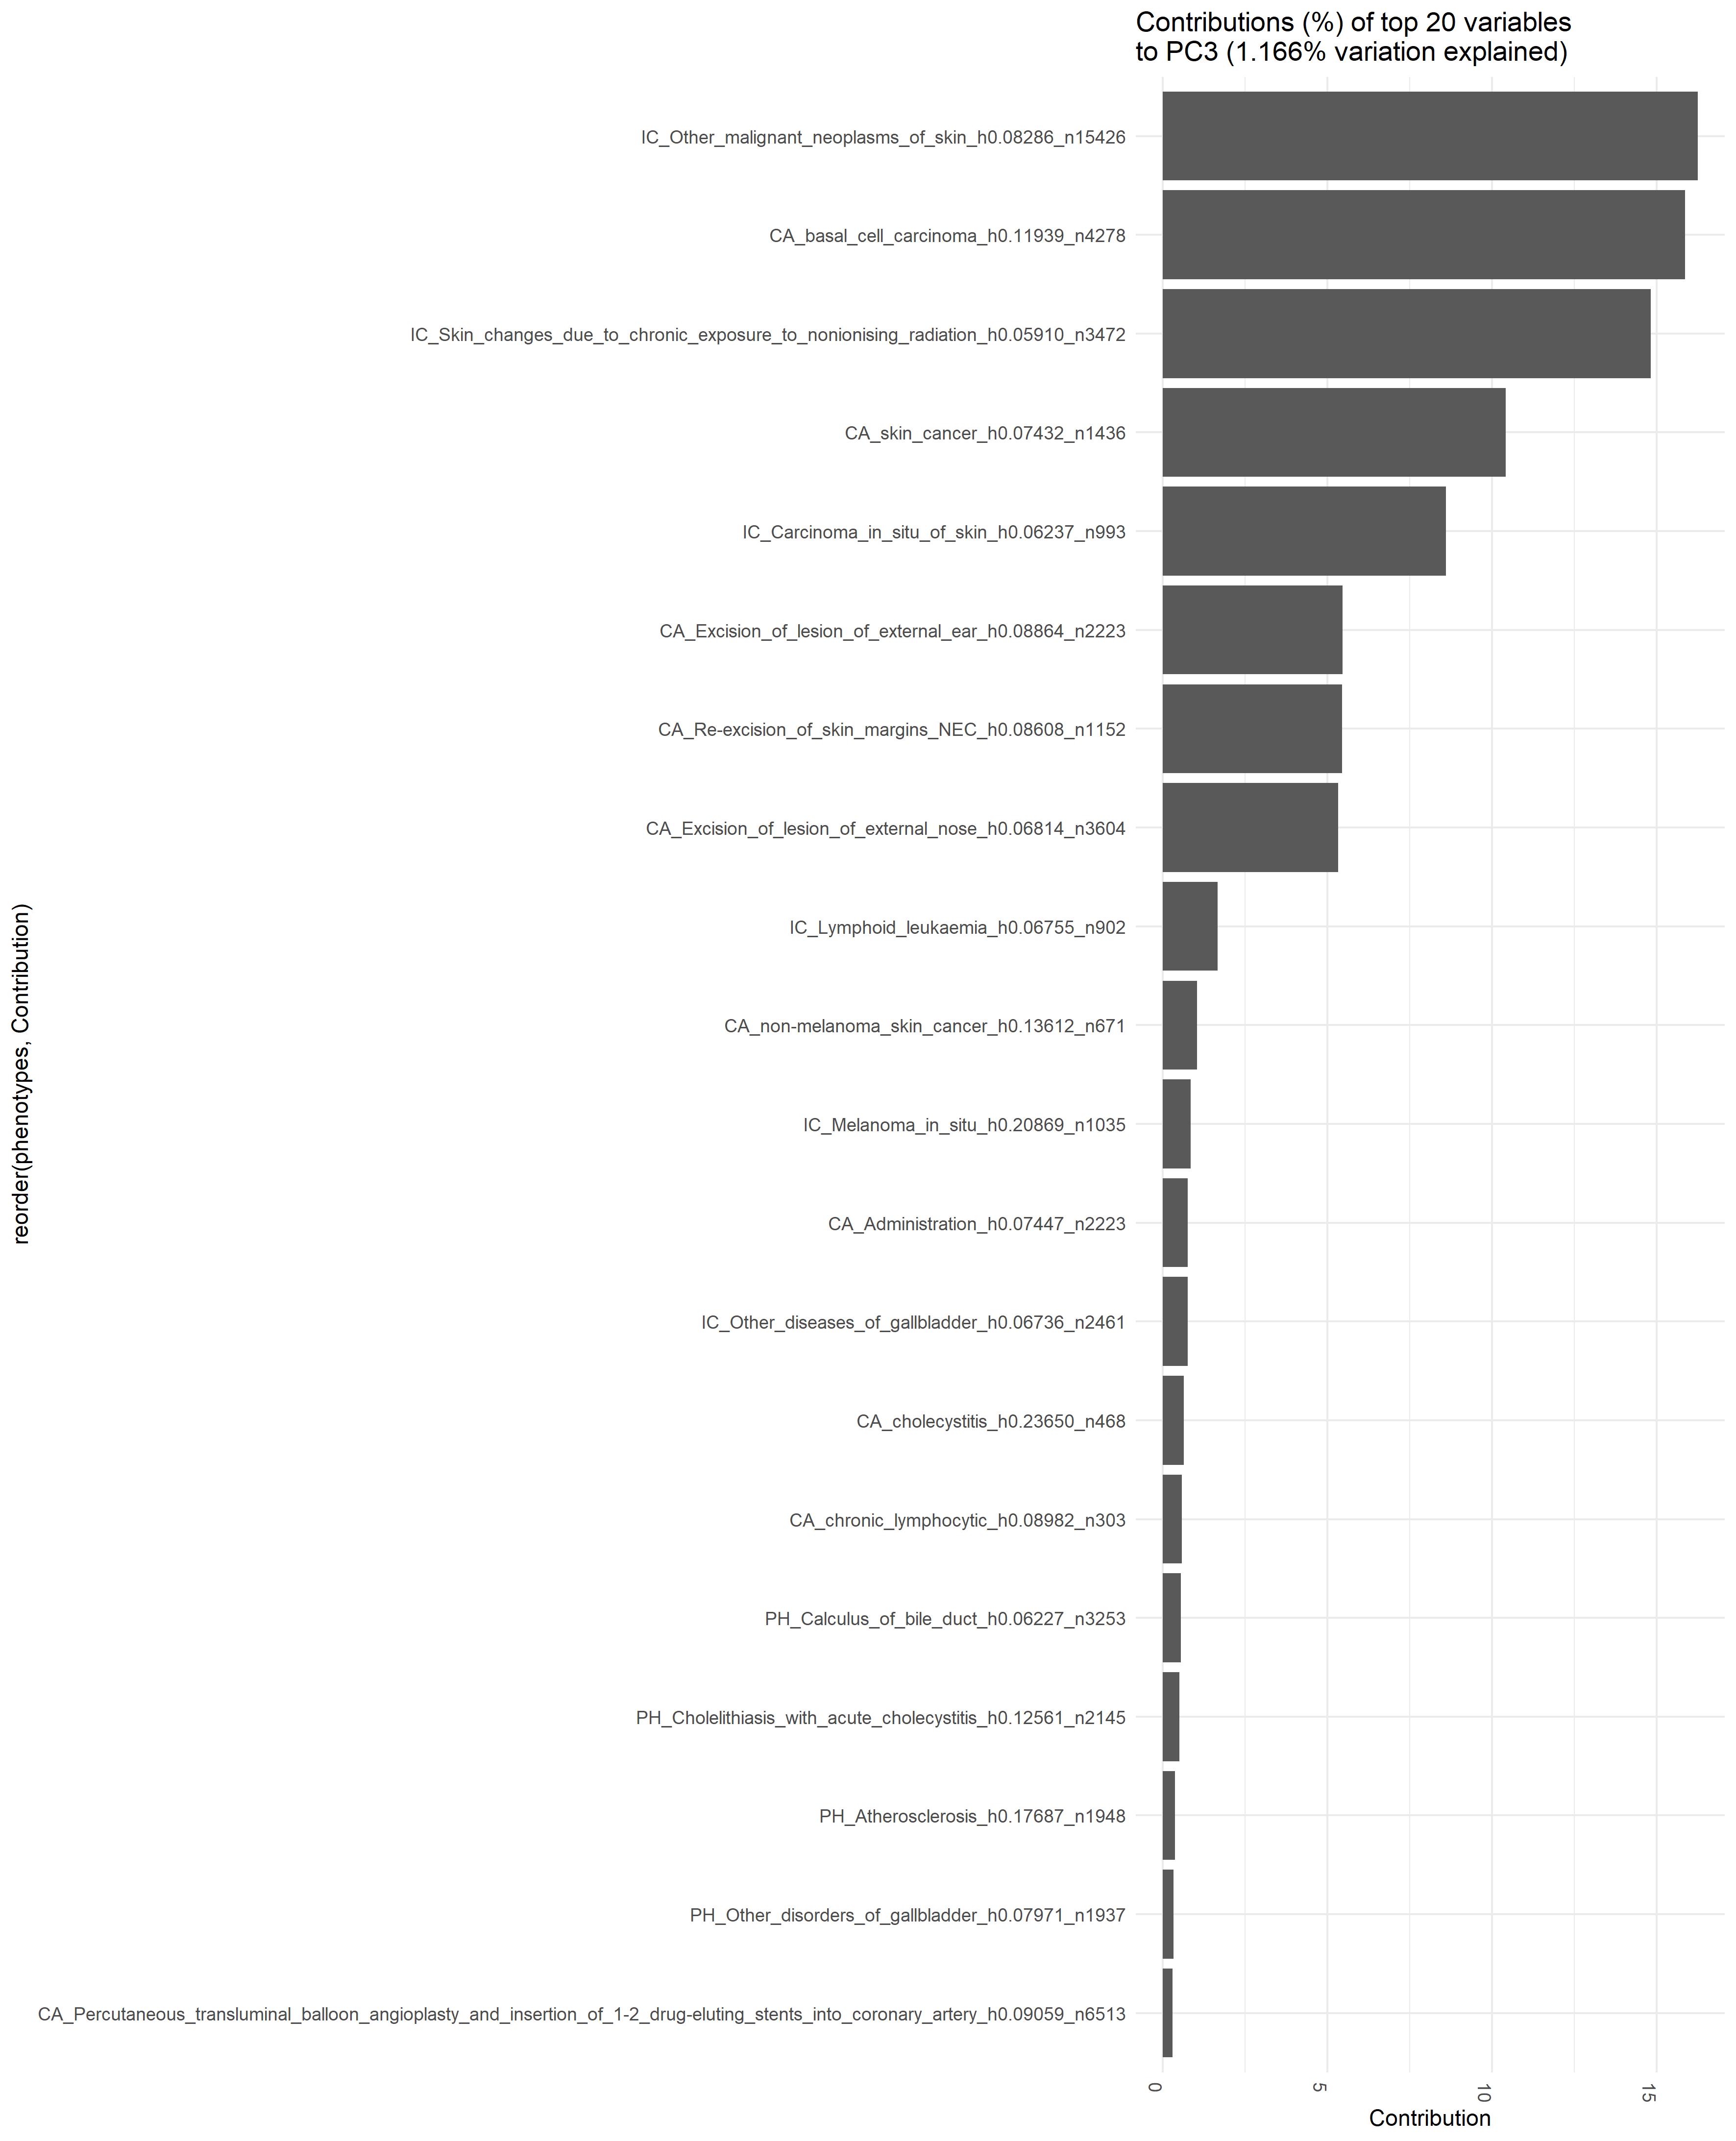 Contributions (%) of top 20 variables
to PC3 (1.166% variation explained)
IC_Other_malignant_neoplasms_of_skin_h0.08286_n15426
CA_basal_cell_carcinoma_h0.11939_n4278
IC_Skin_changes_due_to_chronic_exposure_to_nonionising_radiation_h0.05910_n3472
CA_skin_cancer_h0.07432_n1436
IC_Carcinoma_in_situ_of_skin_h0.06237_n993
CA_Excision_of_lesion_of_external_ear_h0.08864_n2223
CA_Re-excision_of_skin_margins_NEC_h0.08608_n1152
CA_Excision_of_lesion_of_external_nose_h0.06814_n3604
IC_Lymphoid_leukaemia_h0.06755_n902
CA_non-melanoma_skin_cancer_h0.13612_n671
IC_Melanoma_in_situ_h0.20869_n1035
CA_Administration_h0.07447_n2223
IC_Other_diseases_of_gallbladder_h0.06736_n2461
CA_cholecystitis_h0.23650_n468
CA_chronic_lymphocytic_h0.08982_n303
PH_Calculus_of_bile_duct_h0.06227_n3253
PH_Cholelithiasis_with_acute_cholecystitis_h0.12561_n2145
PH_Atherosclerosis_h0.17687_n1948
PH_Other_disorders_of_gallbladder_h0.07971_n1937
CA_Percutaneous_transluminal_balloon_angioplasty_and_insertion_of_1-2_drug-eluting_stents_into_coronary_artery_h0.09059_n6513
reorder(phenotypes, Contribution)
0
5
10
15
Contribution